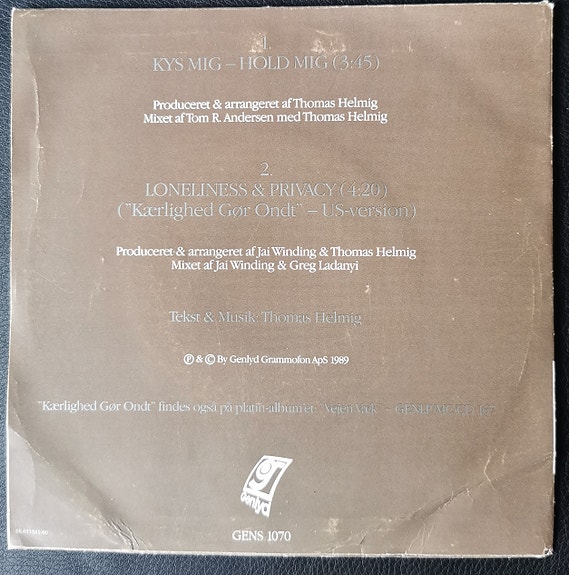 1.
KYS MIG – HOLD MIG (3:45)
Produceret & arrangeret af Thomas Helmig
Mixet af Tom R. Andersen med Thomas Helmig
2.
LONELINESS & PRIVACY (4:20)
("Kærlighed Gør Ondt" – US-version)
Produceret & arrangeret af Jai Winding & Thomas Helmig
Mixet af Jai Winding & Greg Ladanyi
Tekst & Musik: Thomas Helmig
Ⓟ & © By Genlyd Grammofon ApS 1989
"Kærlighed Gør Ondt" findes også på platin-albumet "Vejen Væk" –
Genlyd
GENS 1070